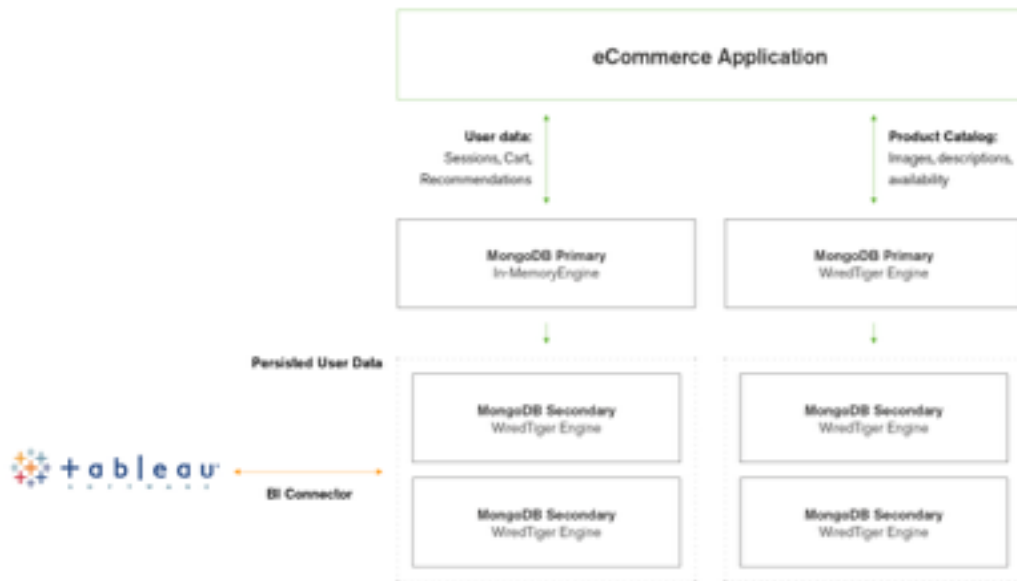 eCommerce Application
User data:
Sessions, Cart,
Recommendations
Product Catalog:
Images, descriptions,
availability
MongoDB Primary
In-MemoryEngine
MongoDB Primary
WiredTiger Engine
Persisted User Data
MongoDB Secondary
WiredTiger Engine
MongoDB Secondary
WiredTiger Engine
+ableau
SOFTWARE
BI Connector
MongoDB Secondary
WiredTiger Engine
MongoDB Secondary
WiredTiger Engine